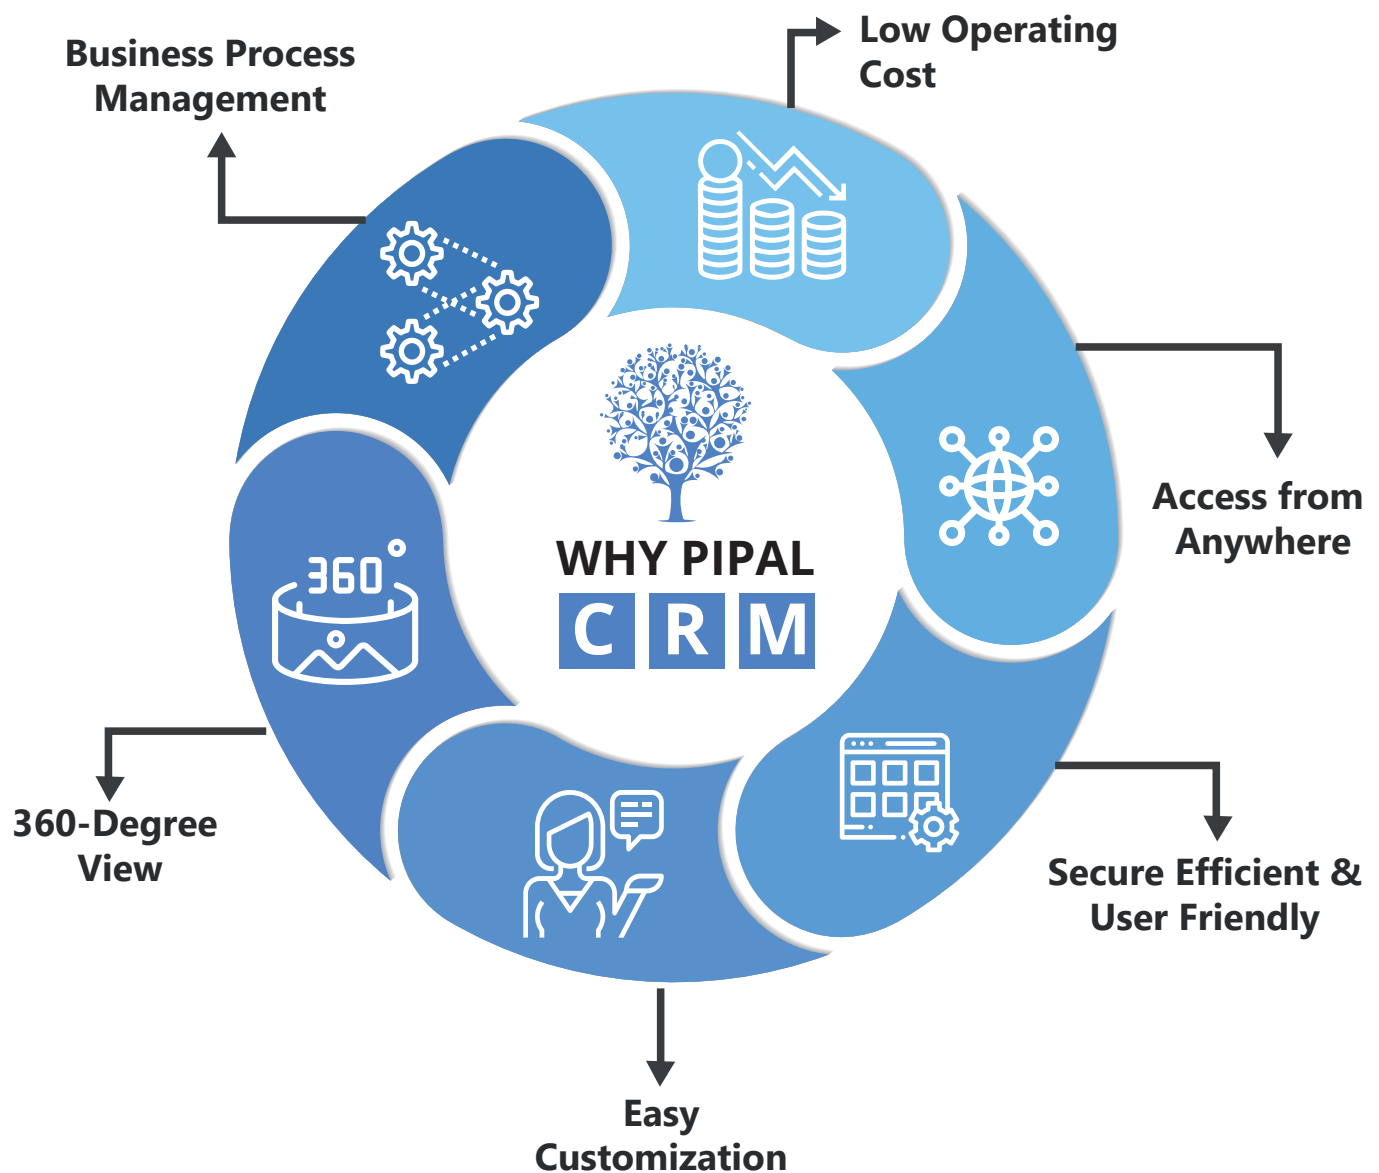 Low Operating
Cost
Business Process
Management
Access from
Anywhere
360°
WHY PIPAL
C R M
360-Degree
View
Secure Efficient &
User Friendly
Easy
Customization